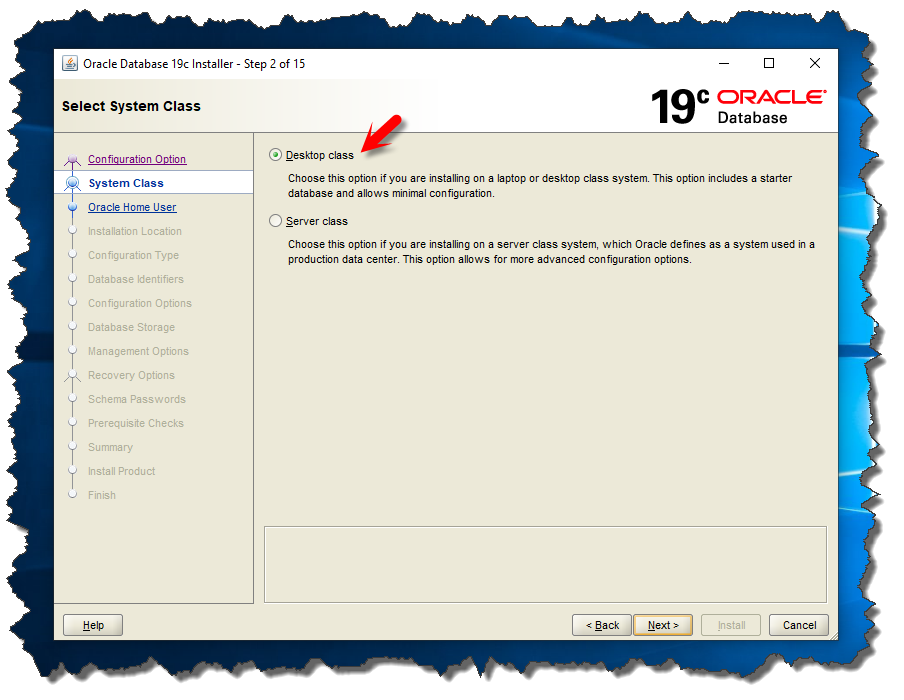 Oracle Database 19c Installer - Step 2 of 15
Select System Class
19c ORACLE
Database
Configuration Option
System Class
Oracle Home User
Installation Location
Configuration Type
Database Identifiers
Configuration Options
Database Storage
Management Options
Recovery Options
Schema Passwords
Prerequisite Checks
Summary
Install Product
Finish
Desktop class
Choose this option if you are installing on a laptop or desktop class system. This option includes a starter
database and allows minimal configuration.
Server class
Choose this option if you are installing on a server class system, which Oracle defines as a system used in a
production data center. This option allows for more advanced configuration options.
Help
< Back
Next >
Install
Cancel